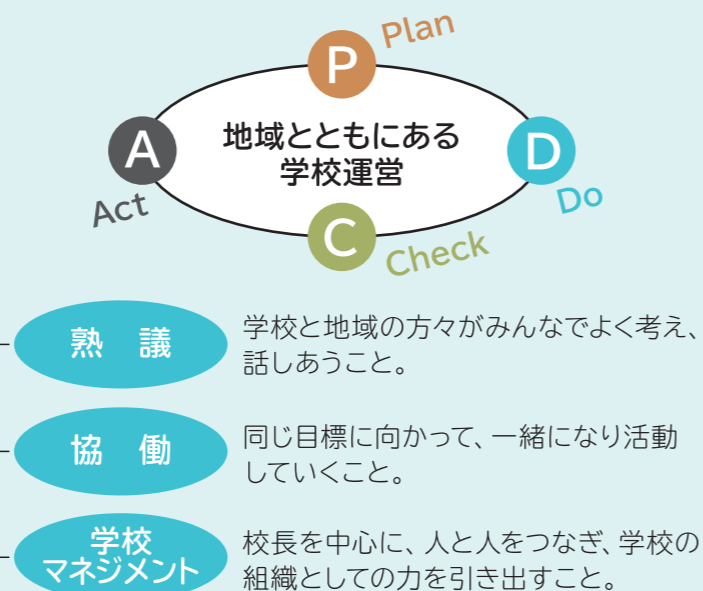 P Plan
A Act
地域とともにある
学校運営
D Do
C Check
熟 議
学校と地域の方々がみんなでよく考え、
話しあうこと。
協 働
同じ目標に向かって、一緒になり活動
していくこと。
学校
マネジメント
校長を中心に、人と人をつなぎ、学校の
組織としての力を引き出すこと。